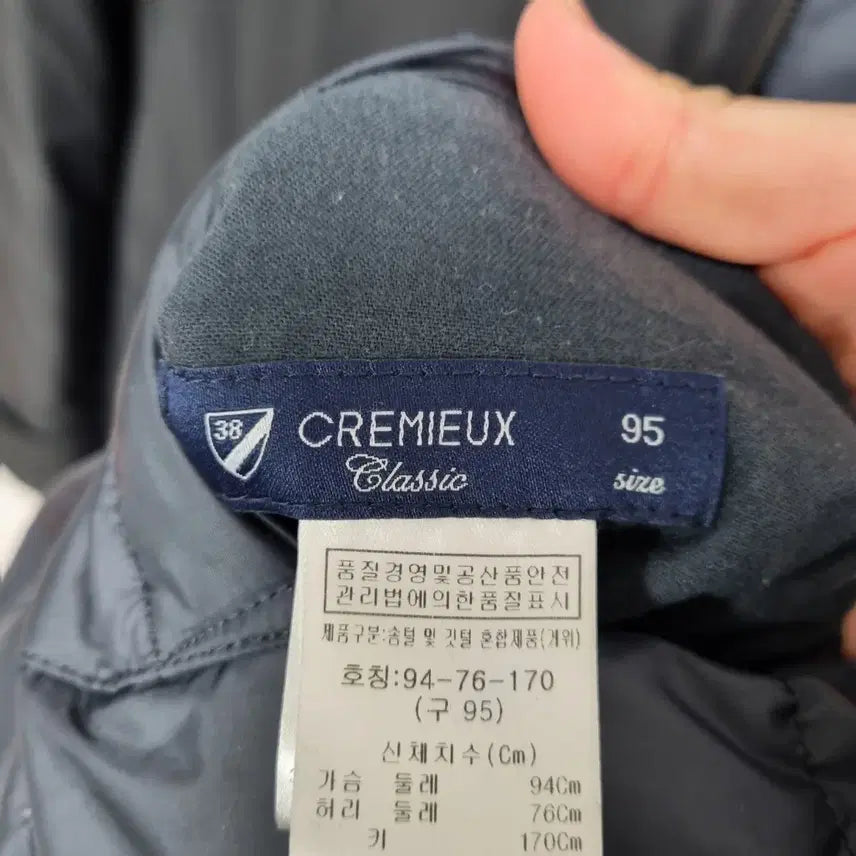 38 CREMIEUX 95
Classic size
품질경영및공산품안전
관리법에의한품질표시
제품구분:솜털 및 깃털 혼합제품(거위)
호칭:94-76-170
(구 95)
신체치수(Cm)
가슴 둘레 94Cm
허리 둘레 76Cm
키 170Cm